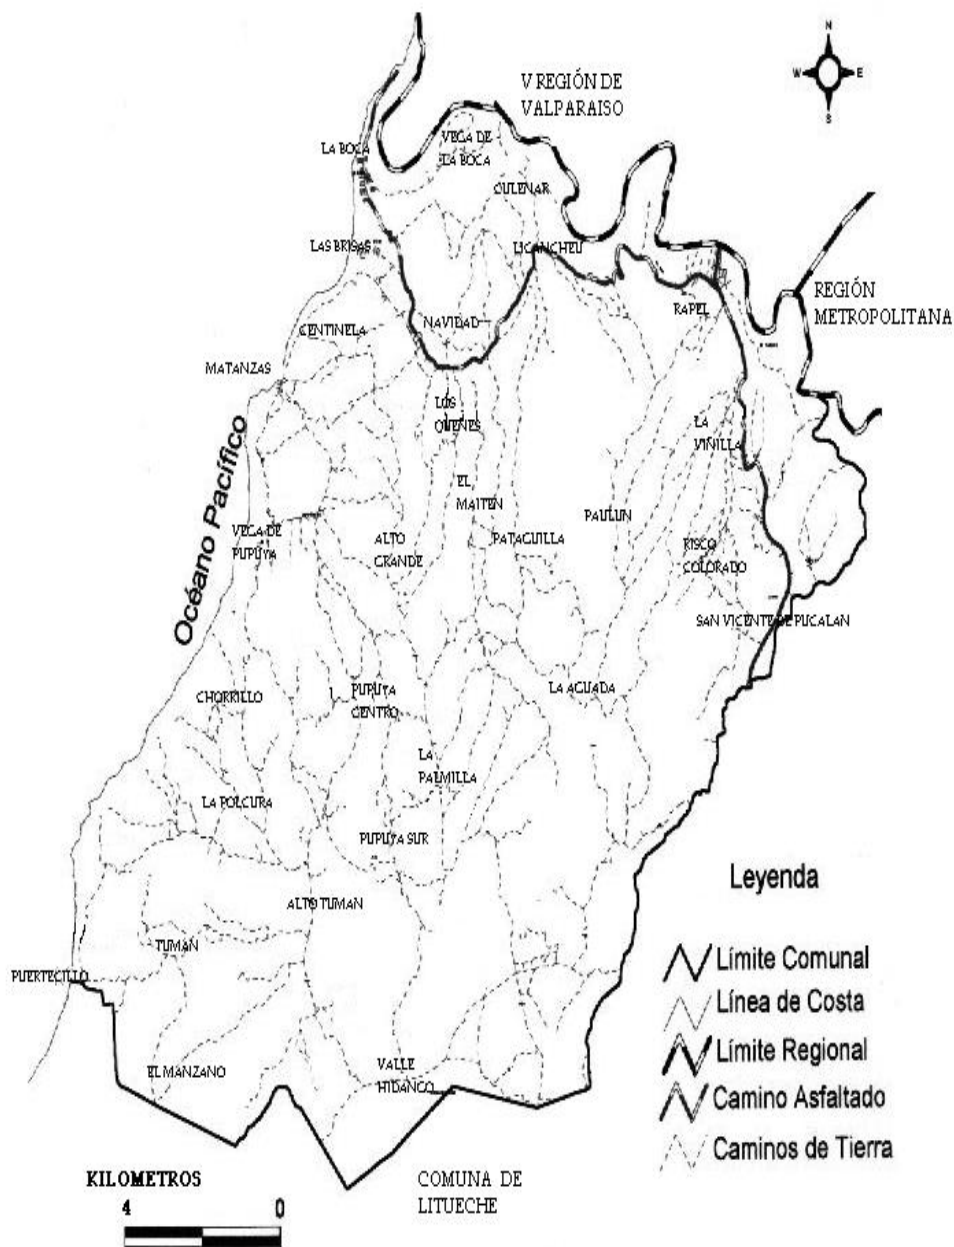 N
W E
S
V REGIÓN DE
VALPARAISO
LA BOCA
VEGA DE
LA BOCA
CULENAR
LAS BRISAS
LICANCHEU
REGIÓN
METROPOLITANA
RAPEL
CENTINELA
NAVIDAD
MATANZAS
LOS
QUENES
LA
VIÑILLA
Océano Pacífico
EL
MAITEN
VEGA DE
PUPUYA
ALTO
GRANDE
PATAGUILLA
PAULUN
RISCO
COLORADO
SAN VICENTE DE PUCALAN
CHORRILLO
PUPUYA
CENTRO
LA AGUADA
LA
PALMILLA
LA POLCURA
PUPUYA SUR
ALTO TUMAN
TUMAN
PUERTECILLO
EL MANZANO
VALLE
HIDANGO
Leyenda
Límite Comunal
Línea de Costa
Límite Regional
Camino Asfaltado
Caminos de Tierra
KILOMETROS
4 0
COMUNA DE
LITUECHE